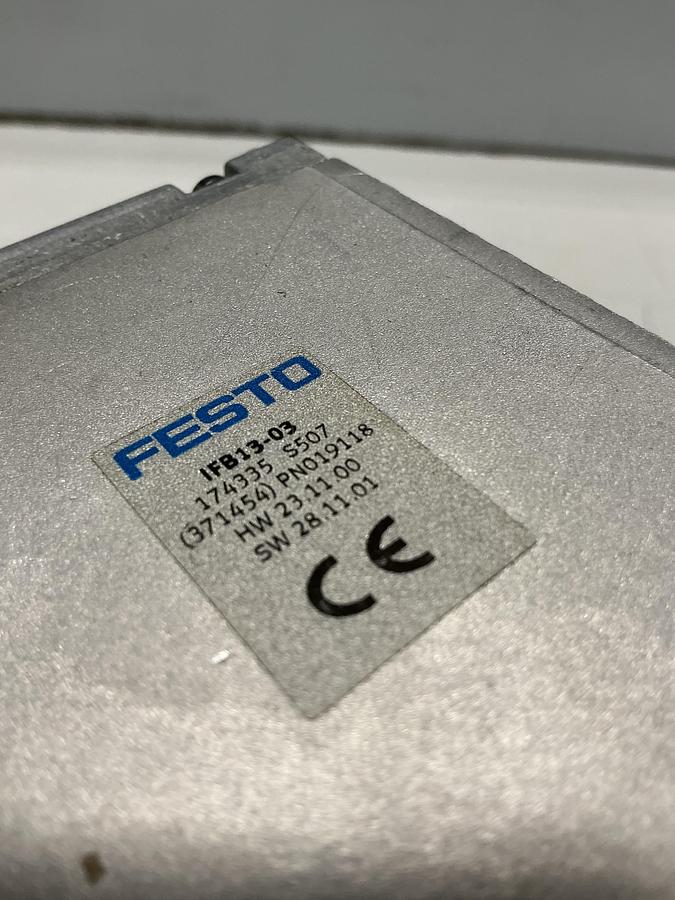 FESTO
IFB13-03
174335 S507
(371454) PN019118
HW 23.11.00
SW 28.11.01
CE